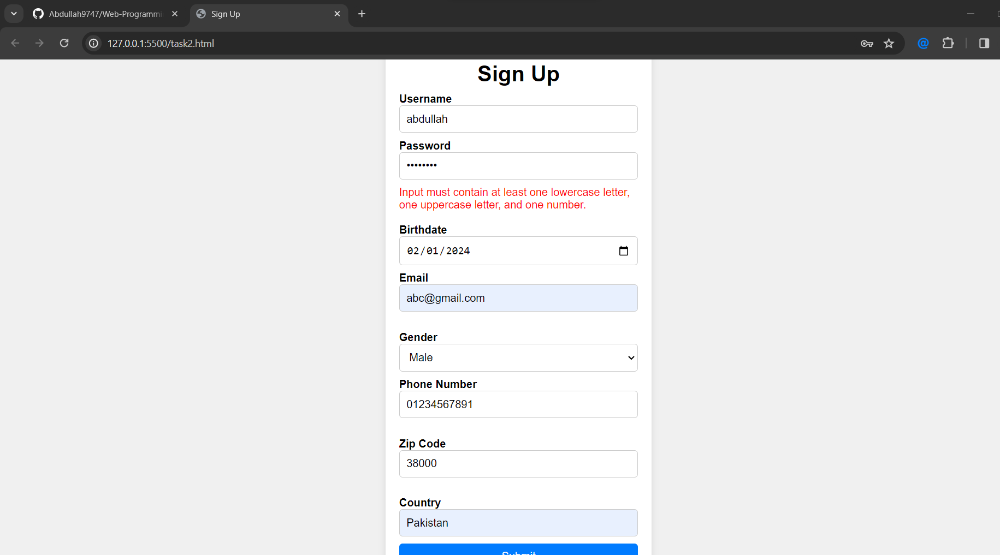 Abdullah9747/Web-Programmi
Sign Up
127.0.0.1:5500/task2.html
Sign Up
Username
abdullah
Password
••••••••
Input must contain at least one lowercase letter,
one uppercase letter, and one number.
Birthdate
02/01/2024
Email
abc@gmail.com
Gender
Male
Phone Number
01234567891
Zip Code
38000
Country
Pakistan
Submit